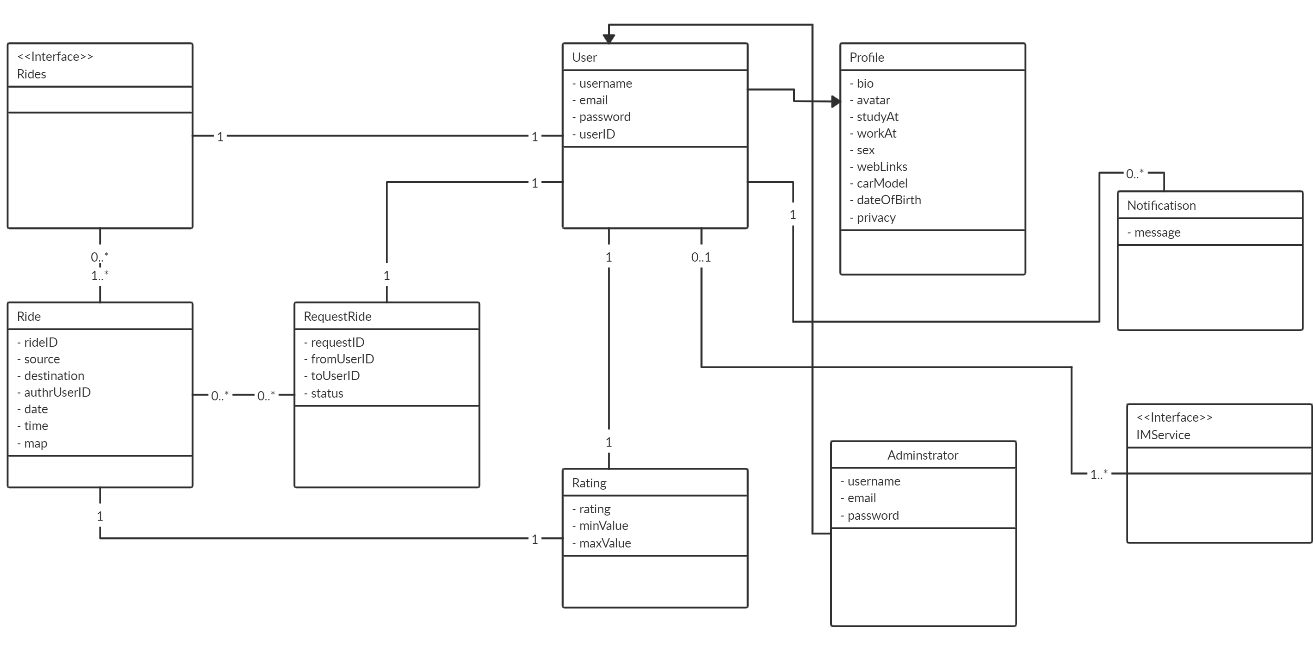 <<Interface>>
Rides
1
1
0..*
1..*
User
- username
- email
- password
- userID
1
1
1
0..1
1
Profile
- bio
- avatar
- studyAt
- workAt
- sex
- webLinks
- carModel
- dateOfBirth
- privacy
0..*
Notificatison
- message
Ride
- rideID
- source
- destination
- authrUserID
- date
- time
- map
0..*
0..*
RequestRide
- requestID
- fromUserID
- toUserID
- status
1
1
1
Rating
- rating
- minValue
- maxValue
Adminstrator
- username
- email
- password
<<Interface>>
IMService
1..*